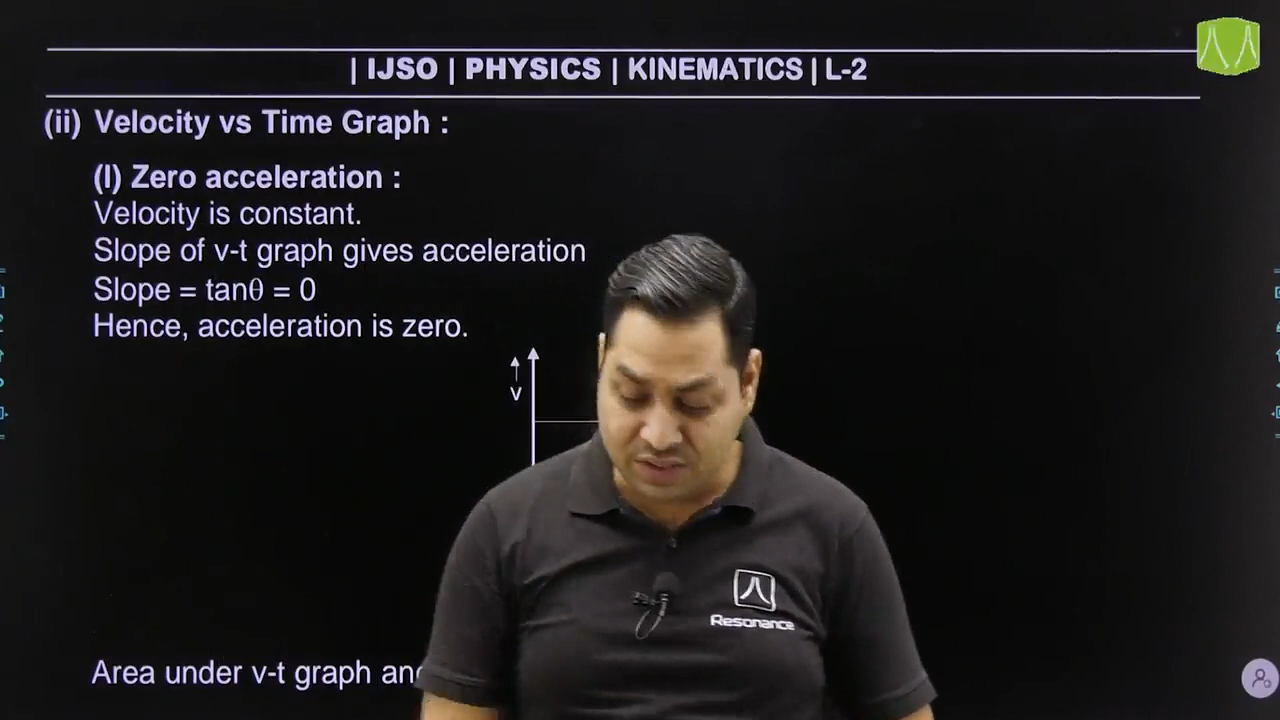 | IJSO | PHYSICS | KINEMATICS | L-2
(ii) Velocity vs Time Graph :
(I) Zero acceleration :
Velocity is constant.
Slope of v-t graph gives acceleration
Slope = tanθ = 0
Hence, acceleration is zero.
v
Resonance
Area under v-t graph